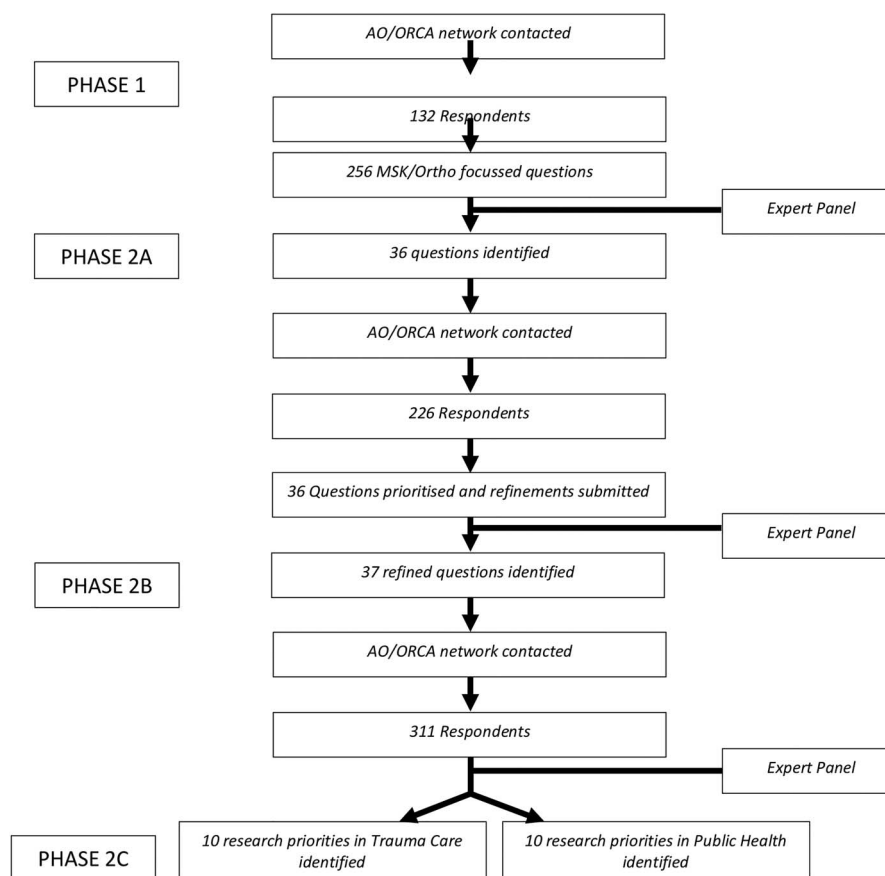 AO/ORCA network contacted
PHASE 1
132 Respondents
256 MSK/Ortho focussed questions
Expert Panel
PHASE 2A
36 questions identified
AO/ORCA network contacted
226 Respondents
36 Questions prioritised and refinements submitted
Expert Panel
37 refined questions identified
PHASE 2B
AO/ORCA network contacted
311 Respondents
Expert Panel
PHASE 2C
10 research priorities in Trauma Care
identified
10 research priorities in Public Health
identified